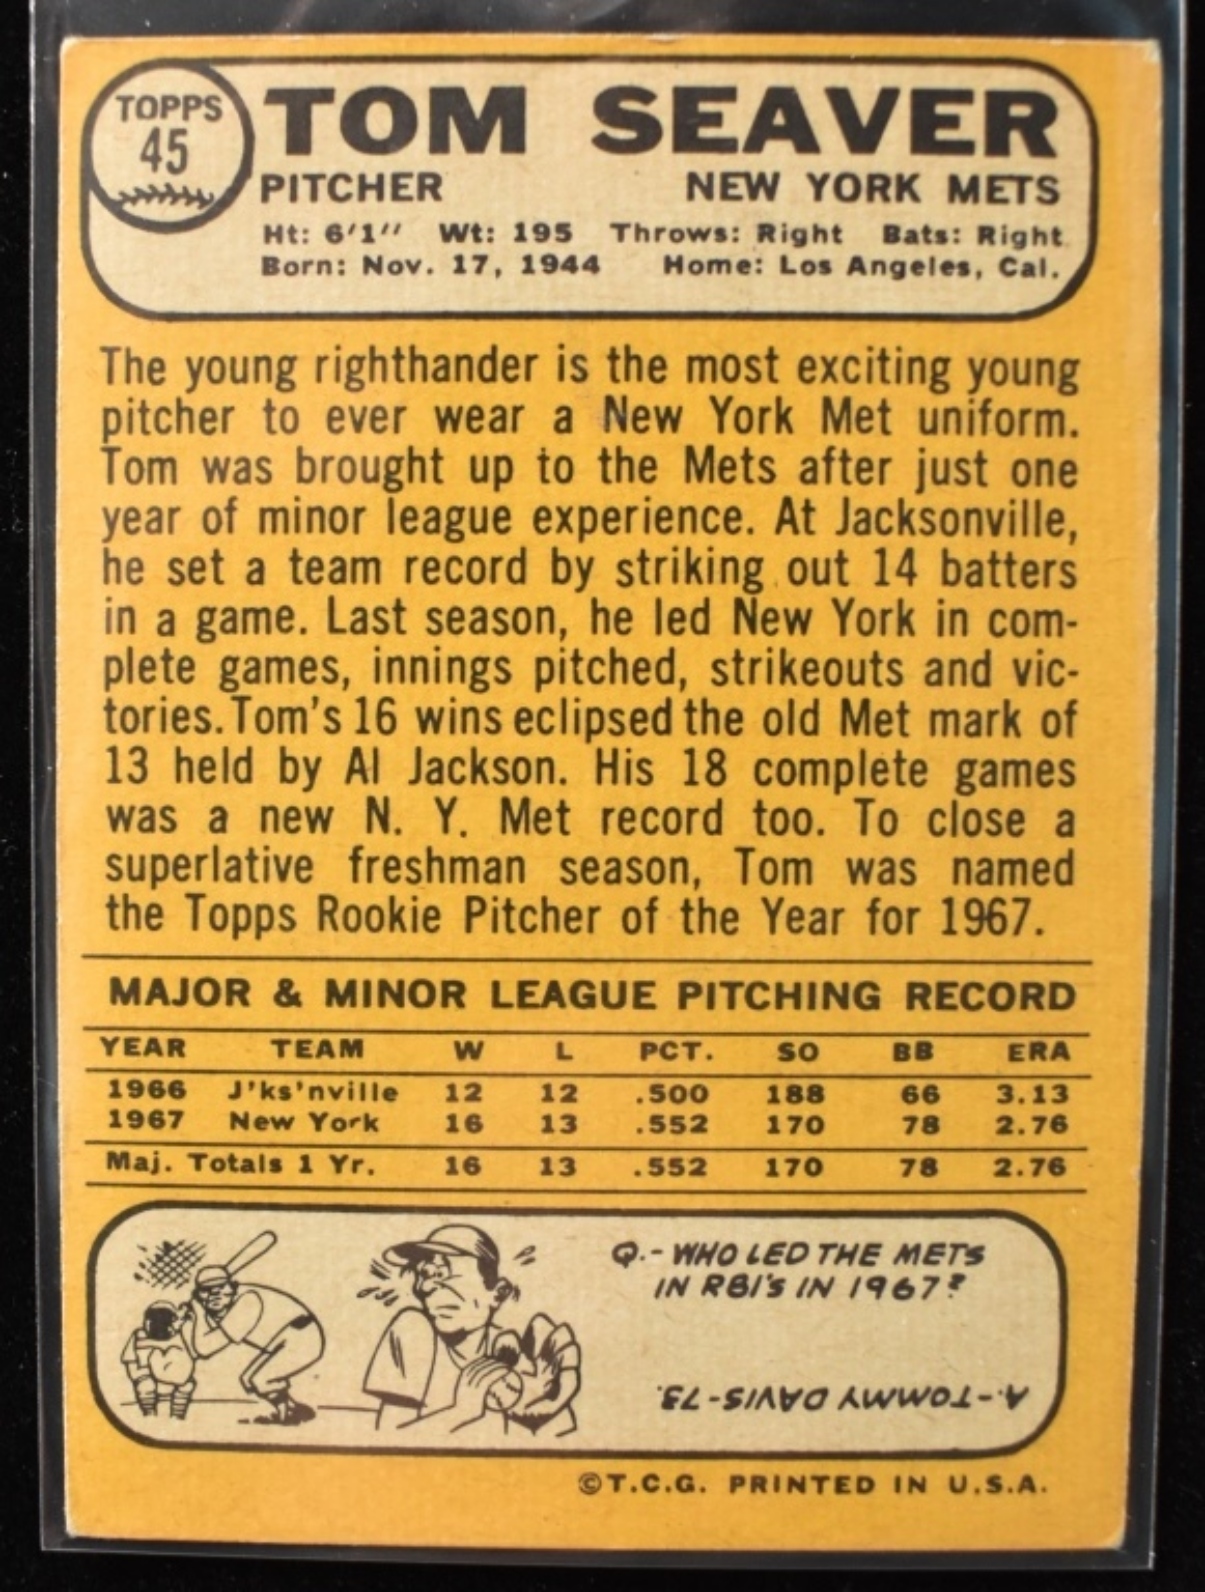 TOPPS
45
TOM SEAVER
PITCHER NEW YORK METS
Ht: 6'1" Wt: 195 Throws: Right Bats: Right
Born: Nov. 17, 1944 Home: Los Angeles, Cal.
The young righthander is the most exciting young
pitcher to ever wear a New York Met uniform.
Tom was brought up to the Mets after just one
year of minor league experience. At Jacksonville,
he set a team record by striking out 14 batters
in a game. Last season, he led New York in com-
plete games, innings pitched, strikeouts and vic-
tories. Tom's 16 wins eclipsed the old Met mark of
13 held by Al Jackson. His 18 complete games
was a new N. Y. Met record too. To close a
superlative freshman season, Tom was named
the Topps Rookie Pitcher of the Year for 1967.
MAJOR & MINOR LEAGUE PITCHING RECORD
YEAR TEAM W L PCT. SO BB ERA
1966 J'ks'nville 12 12 .500 188 66 3.13
1967 New York 16 13 .552 170 78 2.76
Maj. Totals 1 Yr. 16 13 .552 170 78 2.76
Q.- WHO LED THE METS
IN RBI'S IN 1967?
A.-TOMMY DAVIS-73.
©T.C.G. PRINTED IN U.S.A.